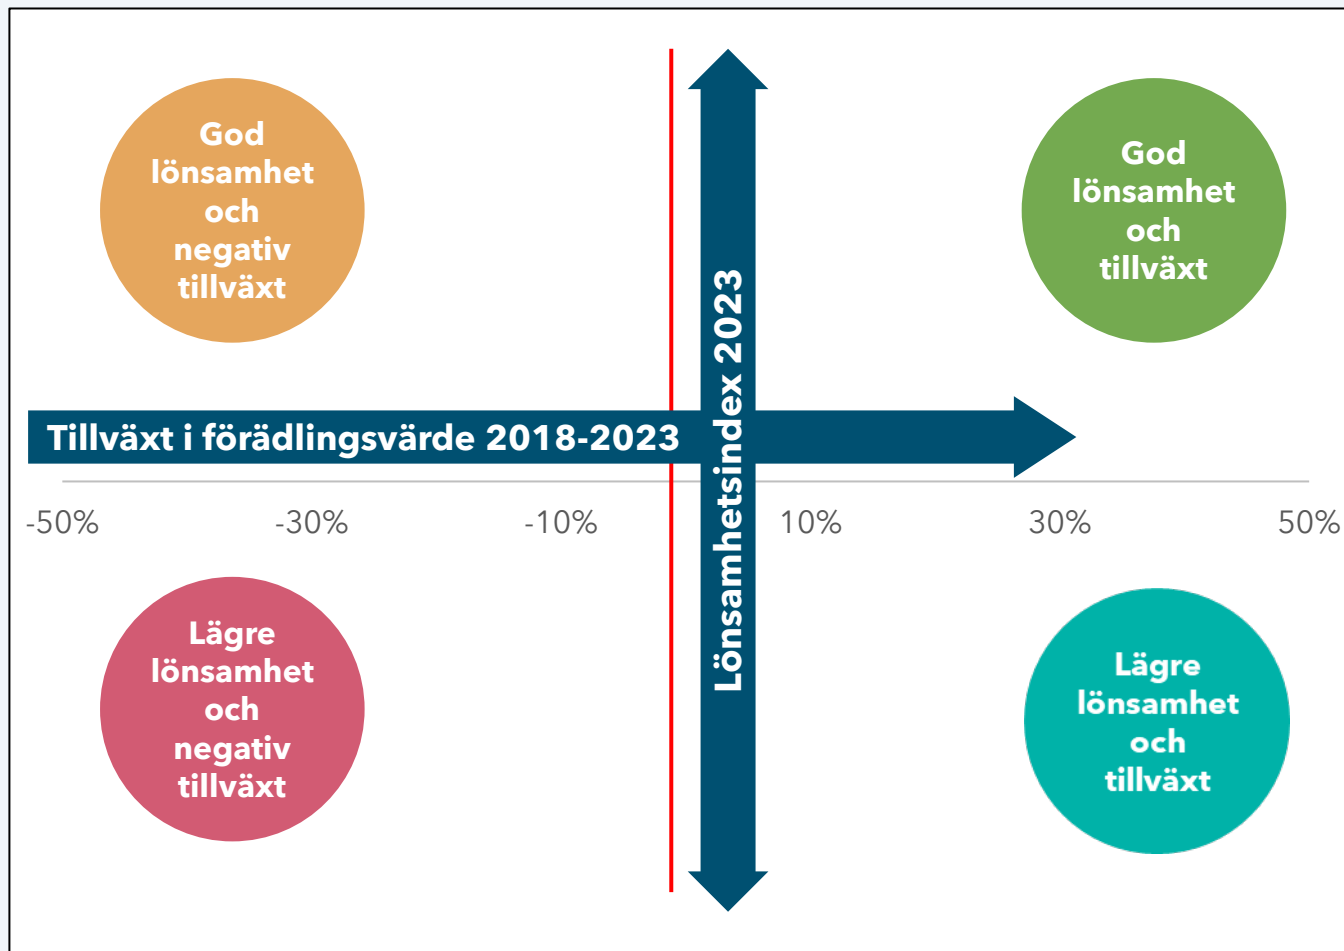 God
lönsamhet
och
negativ
tillväxt
God
lönsamhet
och
tillväxt
Lönsamhetsindex 2023
Tillväxt i förädlingsvärde 2018-2023
-50%
-30%
-10%
10%
30%
50%
Lägre
lönsamhet
och
negativ
tillväxt
Lägre
lönsamhet
och
tillväxt